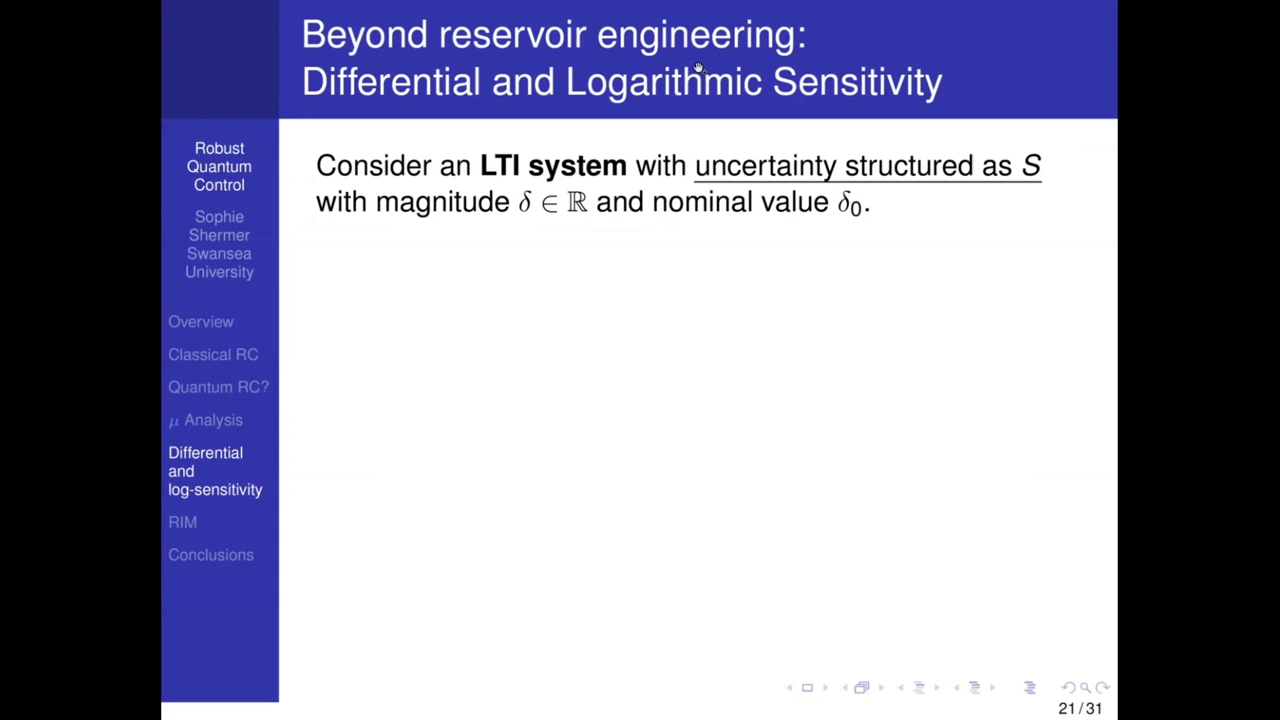 Beyond reservoir engineering:
Differential and Logarithmic Sensitivity
Robust
Quantum
Control
Sophie
Shermer
Swansea
University
Overview
Classical RC
Quantum RC?
μ Analysis
Differential
and
log-sensitivity
RIM
Conclusions
Consider an LTI system with uncertainty structured as S
with magnitude δ ∈ ℝ and nominal value δ₀.
21 / 31